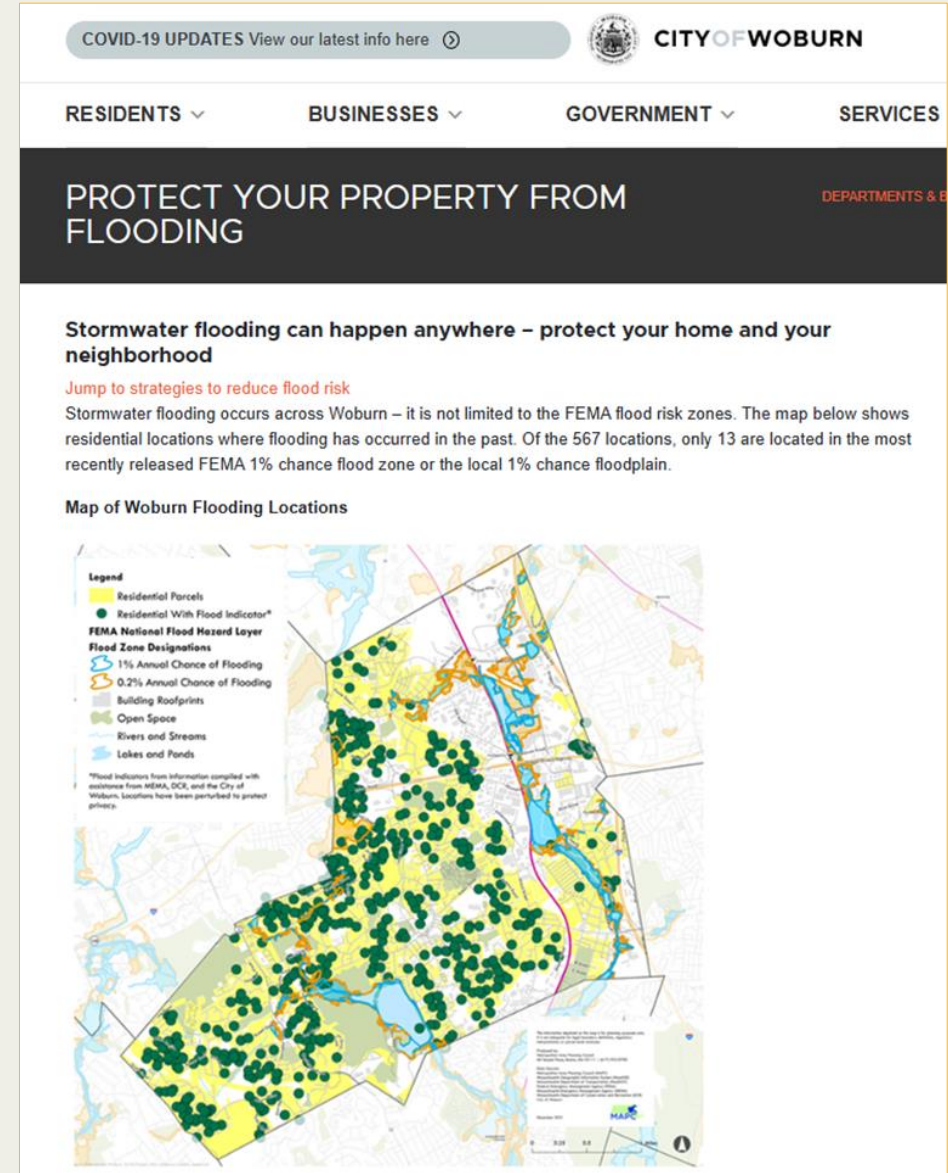 COVID-19 UPDATES View our latest info here
CITYOFWOBURN
RESIDENTS
BUSINESSES
GOVERNMENT
SERVICES
PROTECT YOUR PROPERTY FROM
FLOODING
DEPARTMENTS & B
Stormwater flooding can happen anywhere – protect your home and your
neighborhood
Jump to strategies to reduce flood risk
Stormwater flooding occurs across Woburn – it is not limited to the FEMA flood risk zones. The map below shows
residential locations where flooding has occurred in the past. Of the 567 locations, only 13 are located in the most
recently released FEMA 1% chance flood zone or the local 1% chance floodplain.
Map of Woburn Flooding Locations
Legend
Residential Parcels
Residential With Flood Indicator*
FEMA National Flood Hazard Layer
Flood Zone Designations
1% Annual Chance of Flooding
0.2% Annual Chance of Flooding
Building Roofprints
Open Space
Rivers and Streams
Lakes and Ponds
*Flood indicators from information compiled with
assistance from MEMA, DCR, and the City of
Woburn. Locations have been perturbed to protect
privacy.
MAPC